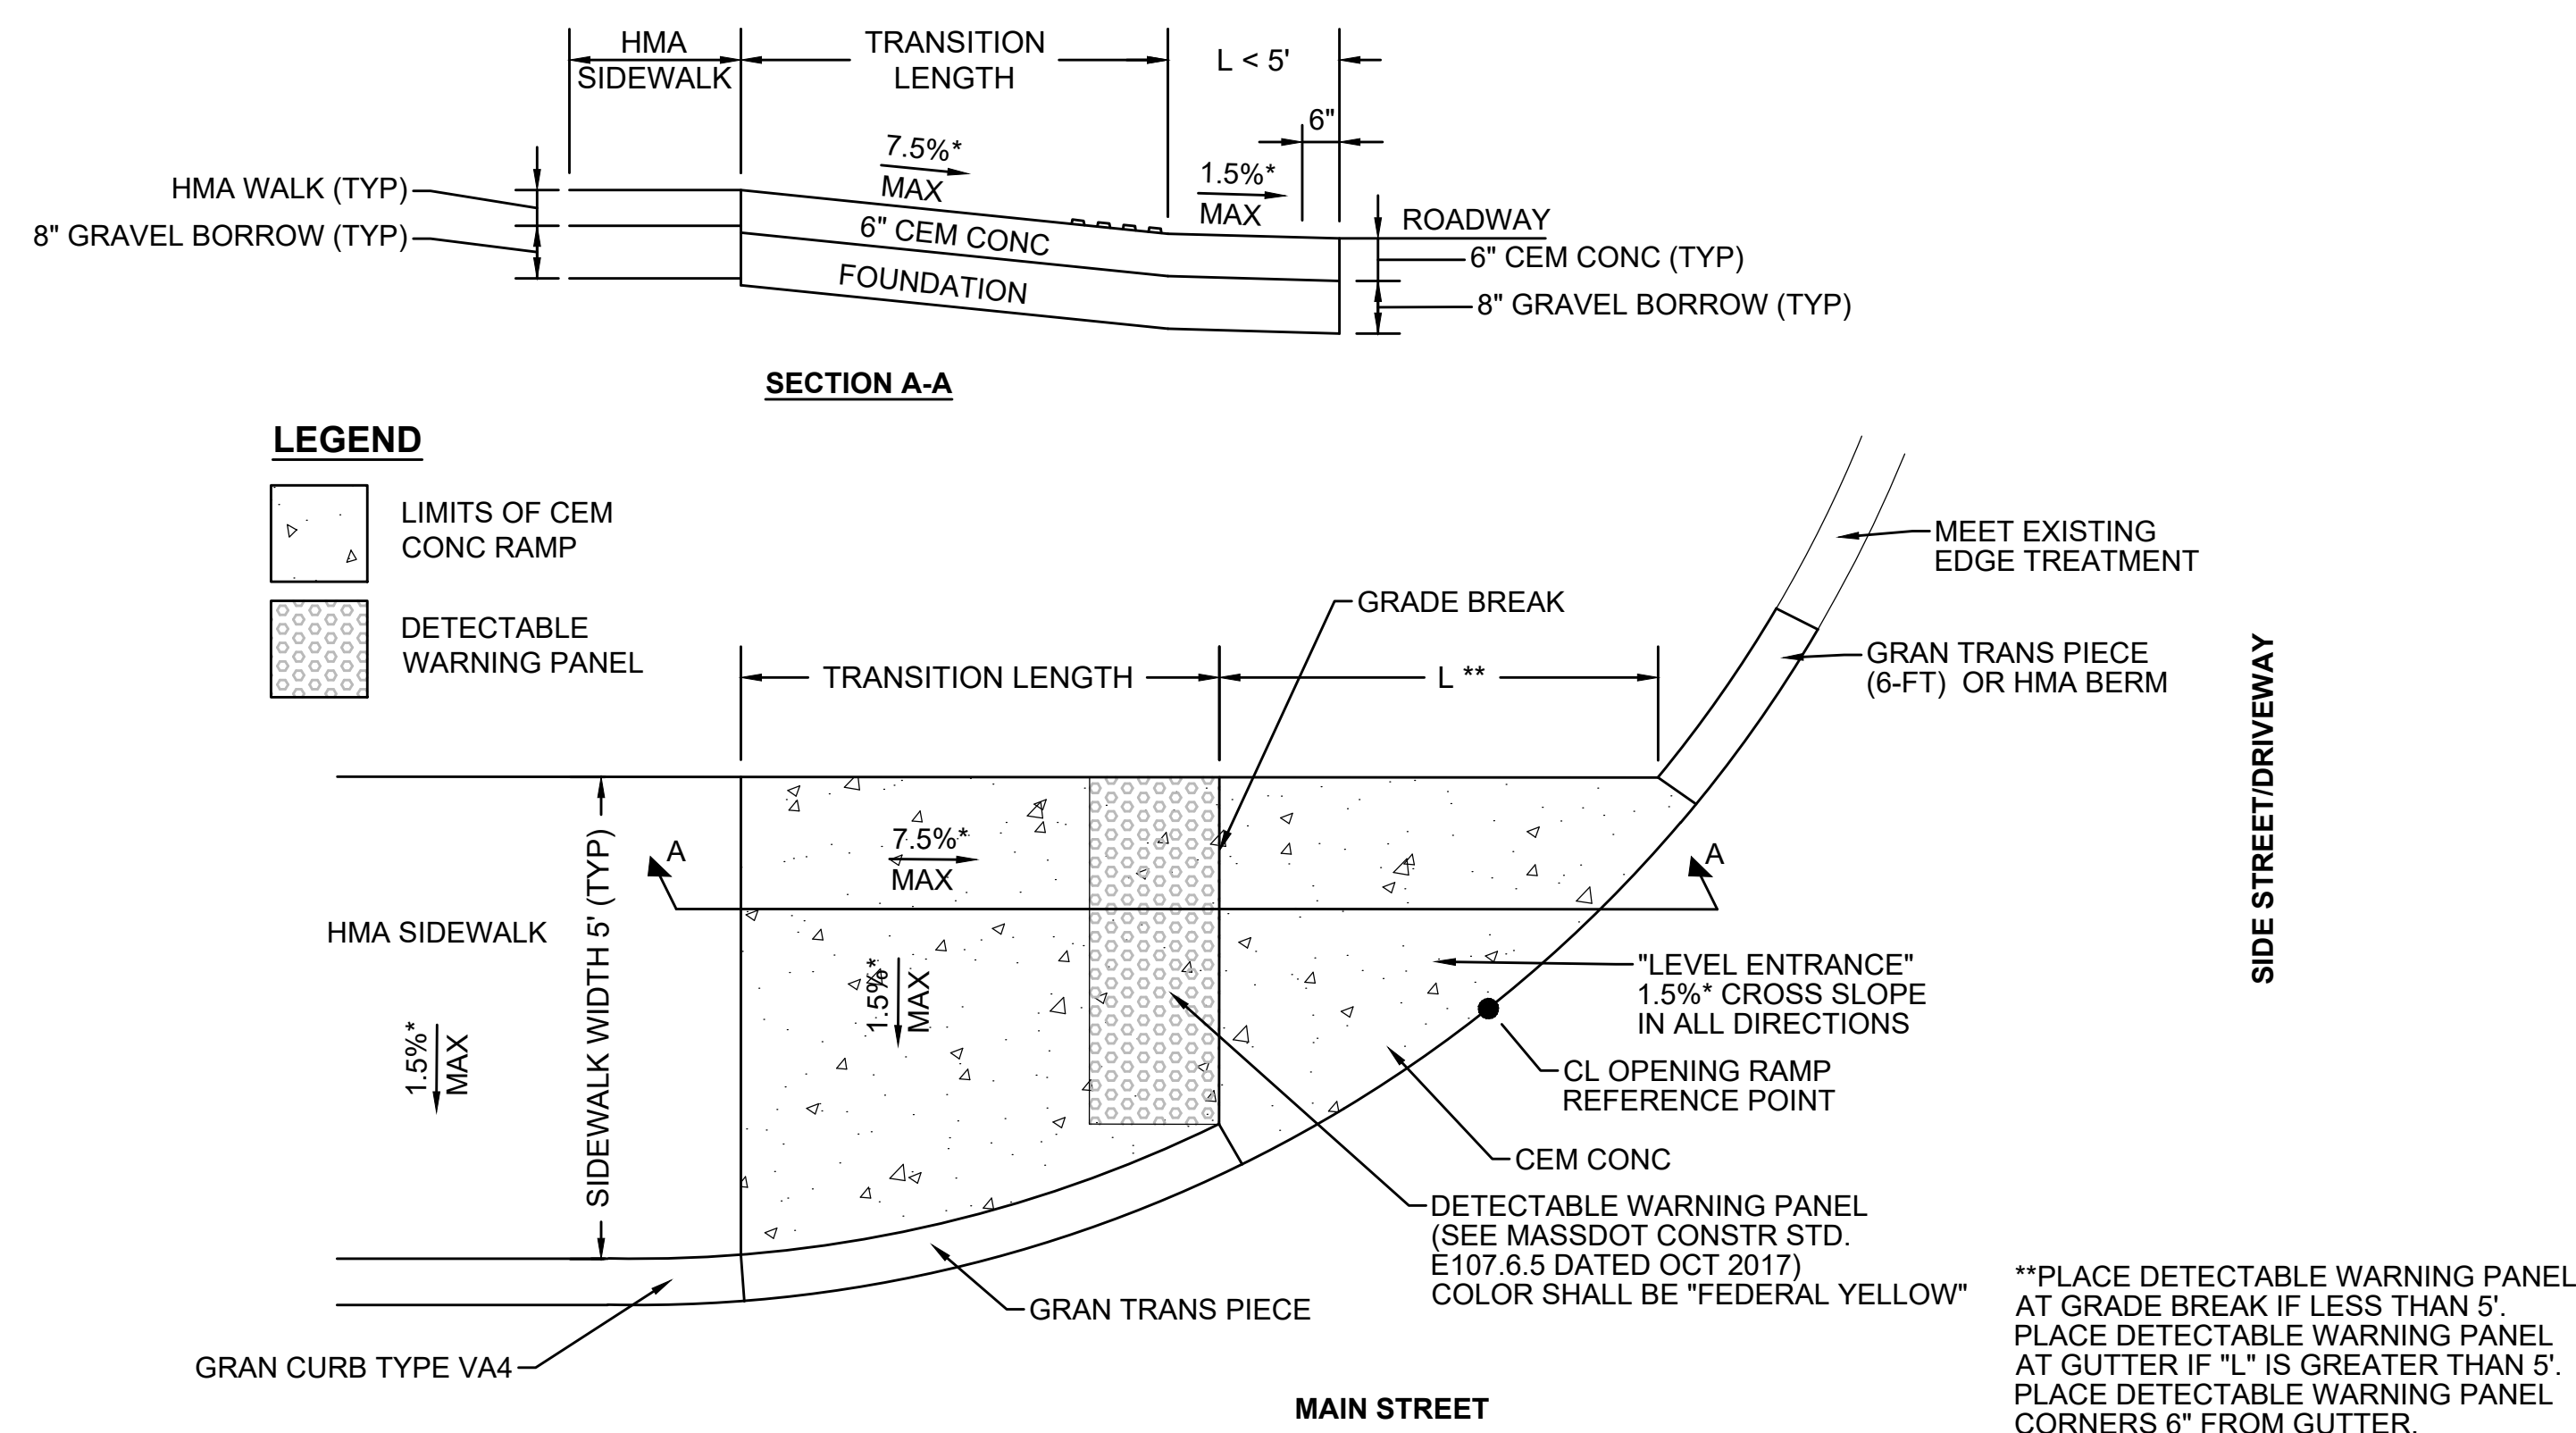 HMA
SIDEWALK
TRANSITION
LENGTH
L < 5'
6"
7.5%*
MAX
1.5%*
MAX
HMA WALK (TYP)
8" GRAVEL BORROW (TYP)
6" CEM CONC
FOUNDATION
ROADWAY
6" CEM CONC (TYP)
8" GRAVEL BORROW (TYP)
SECTION A-A
LEGEND
LIMITS OF CEM
CONC RAMP
DETECTABLE
WARNING PANEL
MEET EXISTING
EDGE TREATMENT
GRADE BREAK
GRAN TRANS PIECE
(6-FT) OR HMA BERM
TRANSITION LENGTH
L **
SIDE STREET/DRIVEWAY
7.5%*
MAX
A
A
HMA SIDEWALK
SIDEWALK WIDTH 5' (TYP)
1.5%*
MAX
1.5%*
MAX
"LEVEL ENTRANCE"
1.5%* CROSS SLOPE
IN ALL DIRECTIONS
CL OPENING RAMP
REFERENCE POINT
CEM CONC
DETECTABLE WARNING PANEL
(SEE MASSDOT CONSTR STD.
E107.6.5 DATED OCT 2017)
COLOR SHALL BE "FEDERAL YELLOW"
GRAN TRANS PIECE
GRAN CURB TYPE VA4
MAIN STREET
**PLACE DETECTABLE WARNING PANEL
AT GRADE BREAK IF LESS THAN 5'.
PLACE DETECTABLE WARNING PANEL
AT GUTTER IF "L" IS GREATER THAN 5'.
PLACE DETECTABLE WARNING PANEL
CORNERS 6" FROM GUTTER.